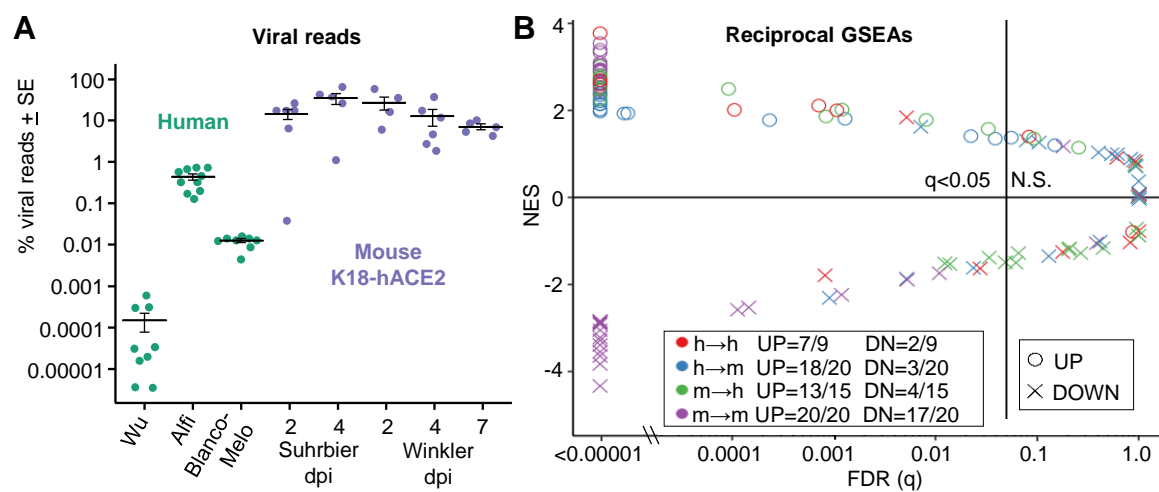 A
Viral reads
% viral reads ± SE
100
10
1
0.1
0.01
0.001
0.0001
0.00001
Human
Mouse
K18-hACE2
Wu
Alfi
Blanco-
Melo
2 4 2 4 7
Suhrbier Winkler
dpi dpi
B
Reciprocal GSEAs
NES
4
2
0
-2
-4
q<0.05 N.S.
h→h UP=7/9 DN=2/9
h→m UP=18/20 DN=3/20
m→h UP=13/15 DN=4/15
m→m UP=20/20 DN=17/20
UP
DOWN
<0.00001 0.0001 0.001 0.01 0.1 1.0
FDR (q)